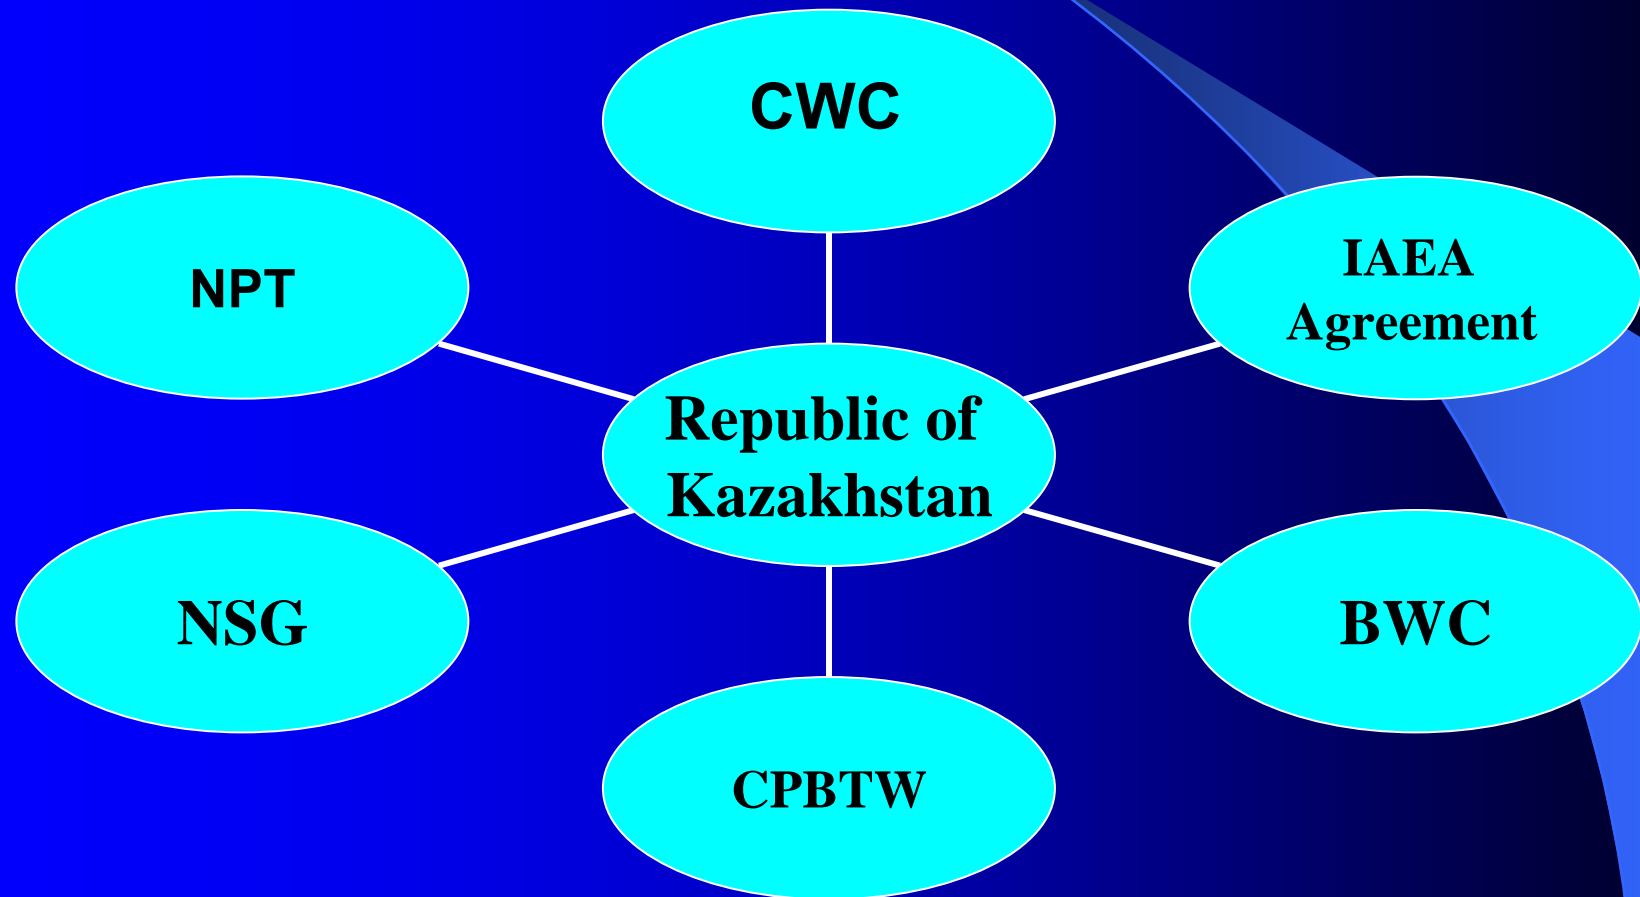 CWC
NPT
IAEA
Agreement
Republic of
Kazakhstan
NSG
BWC
CPBTW